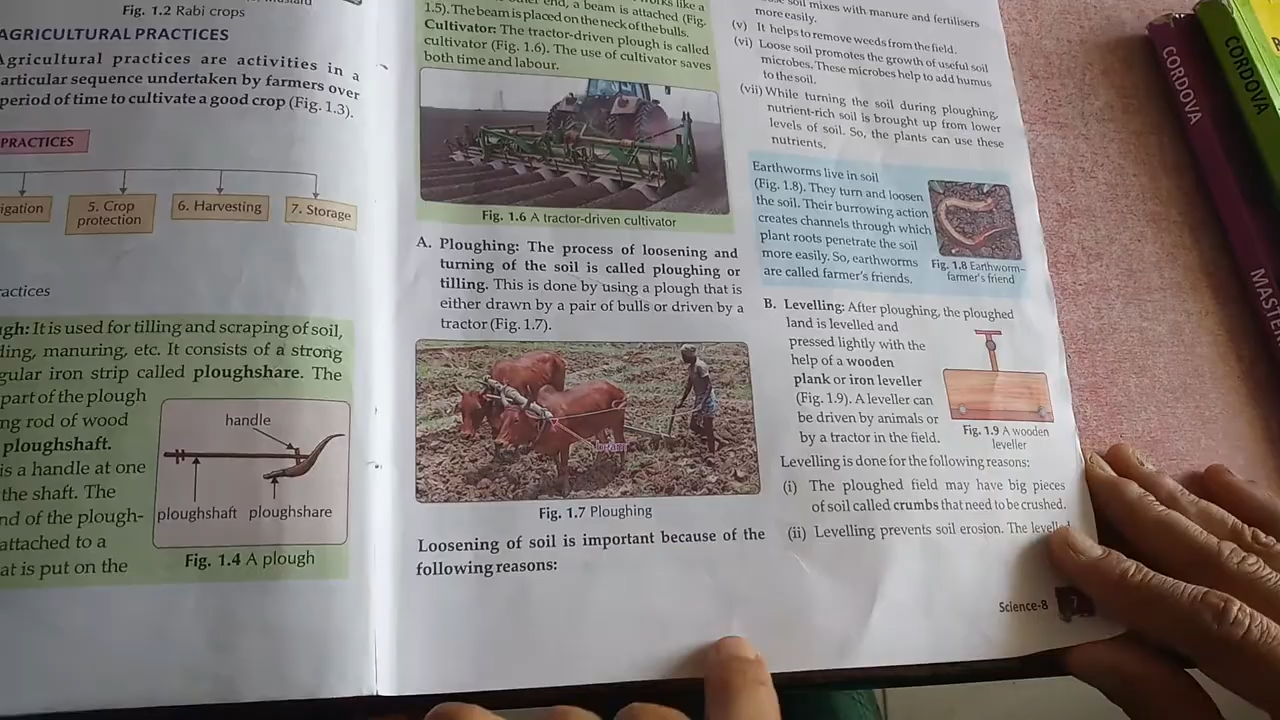 Fig. 1.2 Rabi crops
AGRICULTURAL PRACTICES
Agricultural practices are activities in a
articular sequence undertaken by farmers over
period of time to cultivate a good crop (Fig. 1.3).
PRACTICES
igation
5. Crop
protection
6. Harvesting
7. Storage
actices
gh: It is used for tilling and scraping of soil,
ding, manuring, etc. It consists of a strong
gular iron strip called ploughshare. The
part of the plough
ng rod of wood
ploughshaft.
is a handle at one
the shaft. The
nd of the plough-
attached to a
at is put on the
handle
ploughshaft
ploughshare
Fig. 1.4 A plough
end, a beam is attached (Fig.
1.5). The beam is placed on the neck of the bulls.
Cultivator: The tractor-driven plough is called
cultivator (Fig. 1.6). The use of cultivator saves
both time and labour.
Fig. 1.6 A tractor-driven cultivator
A. Ploughing: The process of loosening and
turning of the soil is called ploughing or
tilling. This is done by using a plough that is
either drawn by a pair of bulls or driven by a
tractor (Fig. 1.7).
beam
Fig. 1.7 Ploughing
Loosening of soil is important because of the
following reasons:
soil mixes with manure and fertilisers
more easily.
(v) It helps to remove weeds from the field.
(vi) Loose soil promotes the growth of useful soil
microbes. These microbes help to add humus
to the soil.
(vii) While turning the soil during ploughing,
nutrient-rich soil is brought up from lower
levels of soil. So, the plants can use these
nutrients.
Earthworms live in soil
(Fig. 1.8). They turn and loosen
the soil. Their burrowing action
creates channels through which
plant roots penetrate the soil
more easily. So, earthworms
are called farmer's friends.
Fig. 1.8 Earthworm–
farmer's friend
B. Levelling: After ploughing, the ploughed
land is levelled and
pressed lightly with the
help of a wooden
plank or iron leveller
(Fig. 1.9). A leveller can
be driven by animals or
by a tractor in the field.
Fig. 1.9 A wooden
leveller
Levelling is done for the following reasons:
(i) The ploughed field may have big pieces
of soil called crumbs that need to be crushed.
(ii) Levelling prevents soil erosion. The levelled
Science-8
7
CORDOVA
CORDOVA